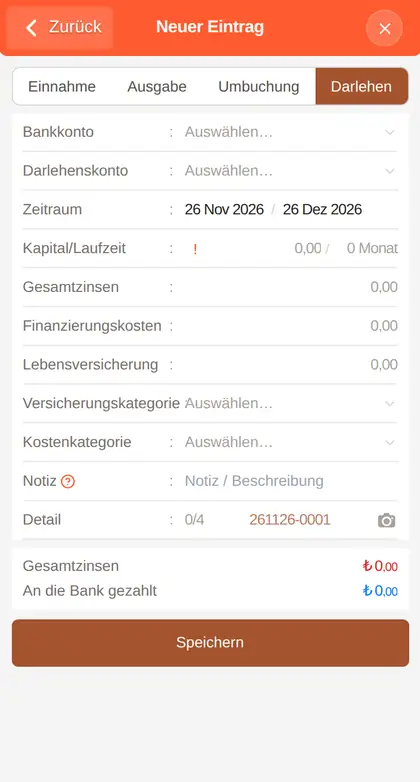 Zurück Neuer Eintrag
Einnahme Ausgabe Umbuchung Darlehen
Bankkonto : Auswählen...
Darlehenskonto : Auswählen...
Zeitraum : 26 Nov 2026 / 26 Dez 2026
Kapital/Laufzeit : ! 0,00 / 0 Monat
Gesamtzinsen : 0,00
Finanzierungskosten : 0,00
Lebensversicherung : 0,00
Versicherungskategorie : Auswählen...
Kostenkategorie : Auswählen...
Notiz ? : Notiz / Beschreibung
Detail : 0/4 261126-0001
Gesamtzinsen ₺ 0,00
An die Bank gezahlt ₺ 0,00
Speichern